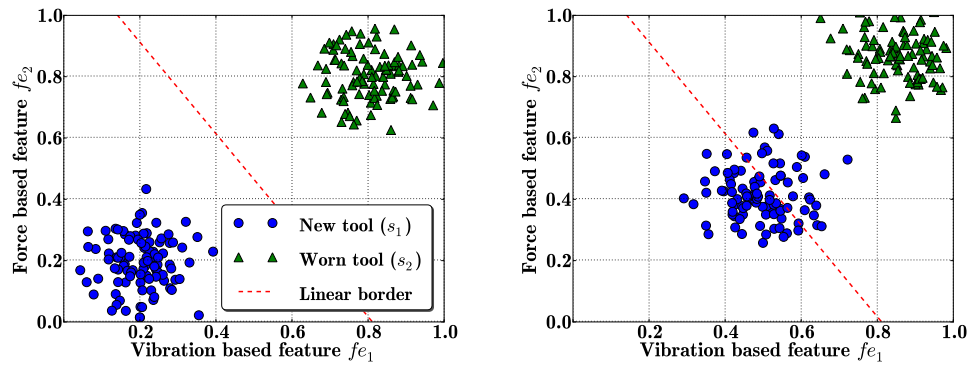 1.0
0.8
0.6
0.4
0.2
0.0
0.2 0.4 0.6 0.8 1.0
Force based feature fe₂
Vibration based feature fe₁
New tool (s₁)
Worn tool (s₂)
Linear border
1.0
0.8
0.6
0.4
0.2
0.0
0.2 0.4 0.6 0.8 1.0
Force based feature fe₂
Vibration based feature fe₁